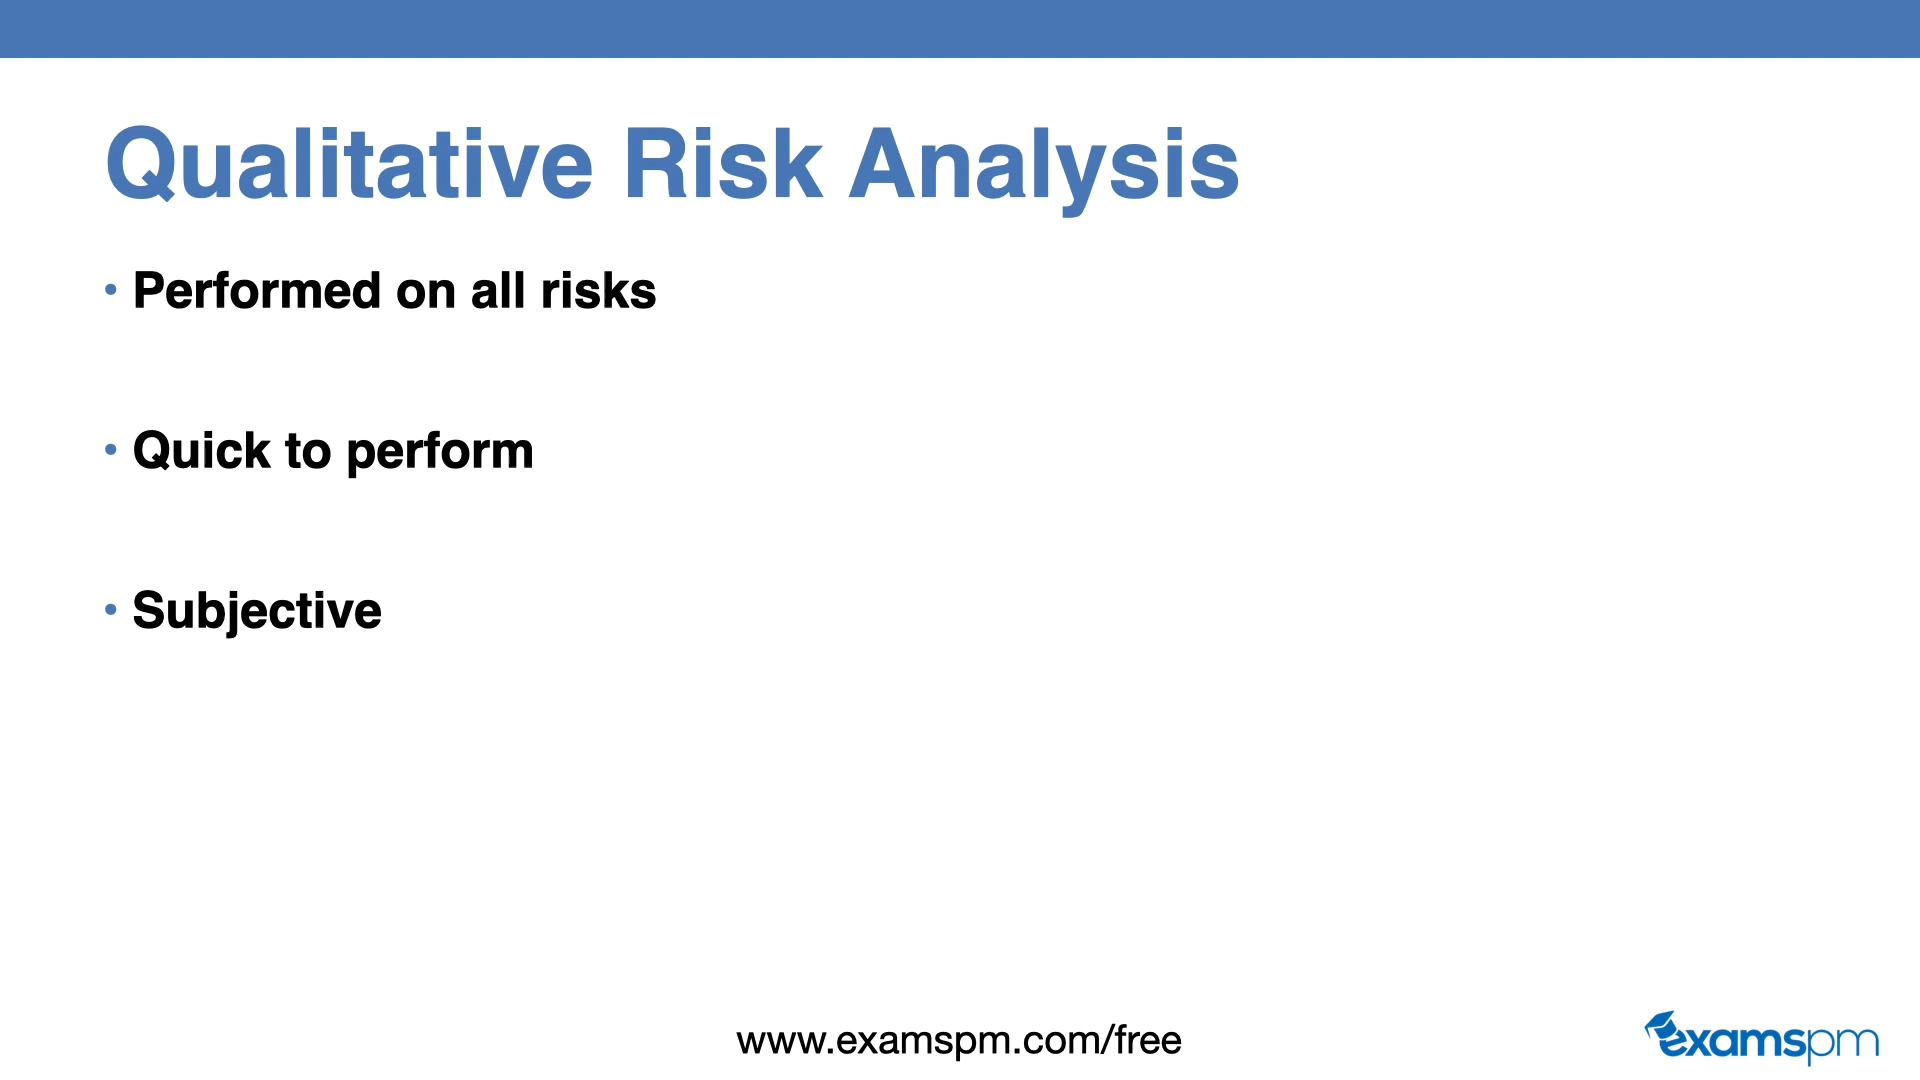 Qualitative Risk Analysis
• Performed on all risks
• Quick to perform
• Subjective
www.examspm.com/free
examspm